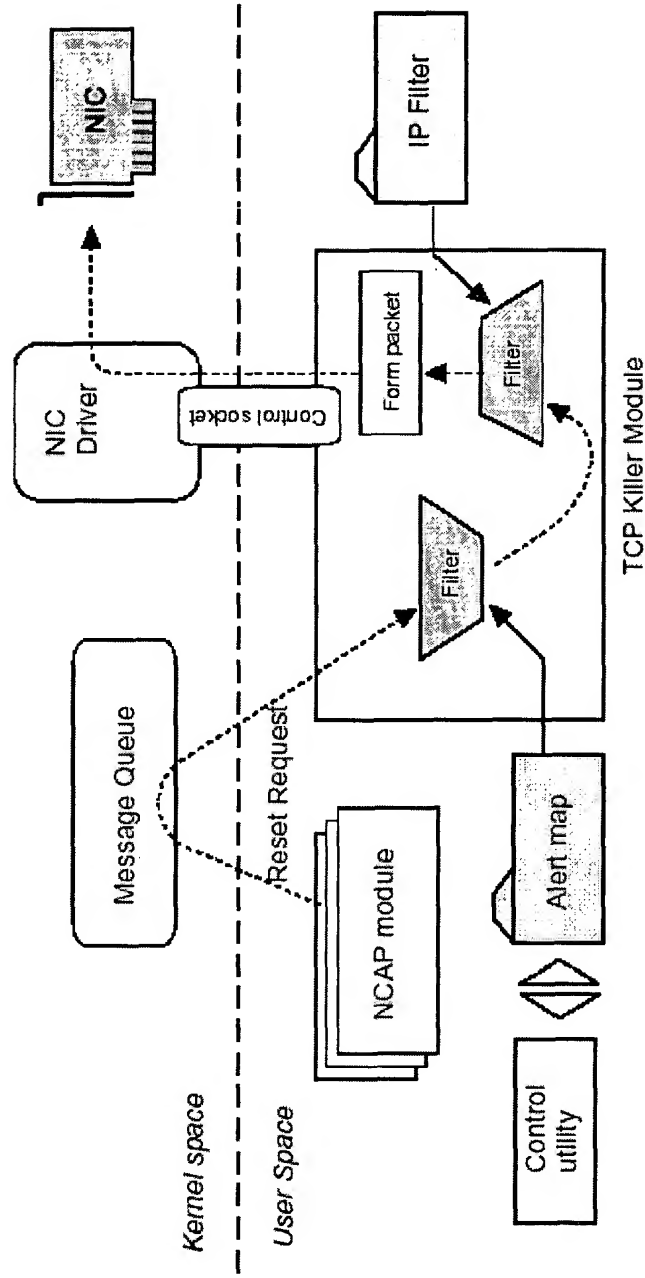 Kernel space
User Space
Message Queue
NIC
Driver
NIC
Control socket
Reset Request
NCAP module
Form packet
Filter
Filter
IP Filter
TCP Killer Module
Control
utility
Alert map